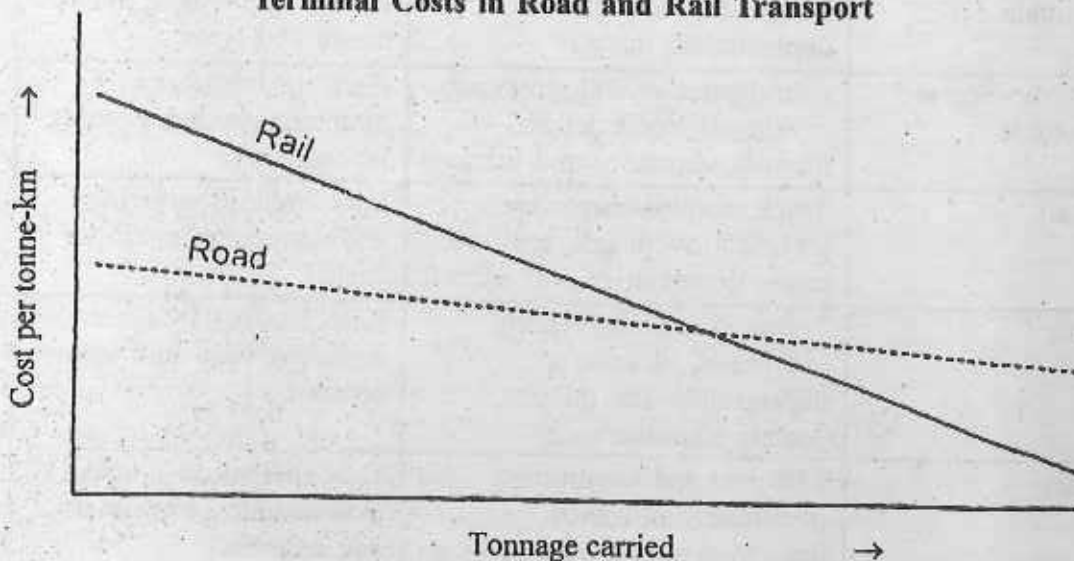 Terminal Costs in Road and Rail Transport
Rail
Road
Cost per tonne-km →
Tonnage carried →